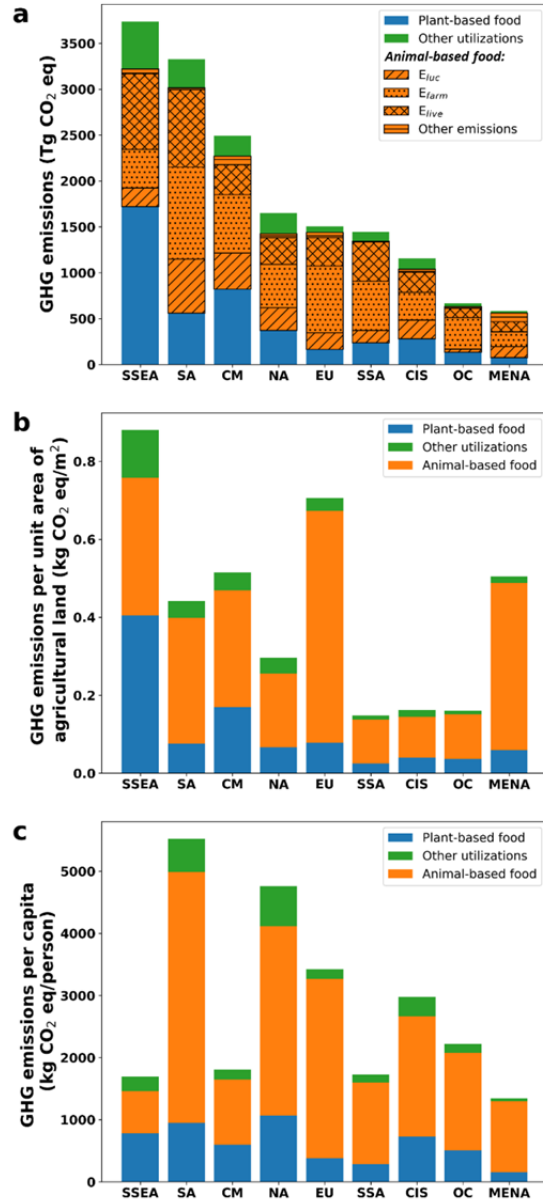 a
GHG emissions (Tg CO₂ eq)
3500
3000
2500
2000
1500
1000
500
0
Plant-based food
Other utilizations
Animal-based food:
E_luc
E_farm
E_live
Other emissions
SSEA SA CM NA EU SSA CIS OC MENA
b
GHG emissions per unit area of
agricultural land (kg CO₂ eq/m²)
0.8
0.6
0.4
0.2
0.0
Plant-based food
Other utilizations
Animal-based food
SSEA SA CM NA EU SSA CIS OC MENA
c
GHG emissions per capita
(kg CO₂ eq/person)
5000
4000
3000
2000
1000
0
Plant-based food
Other utilizations
Animal-based food
SSEA SA CM NA EU SSA CIS OC MENA